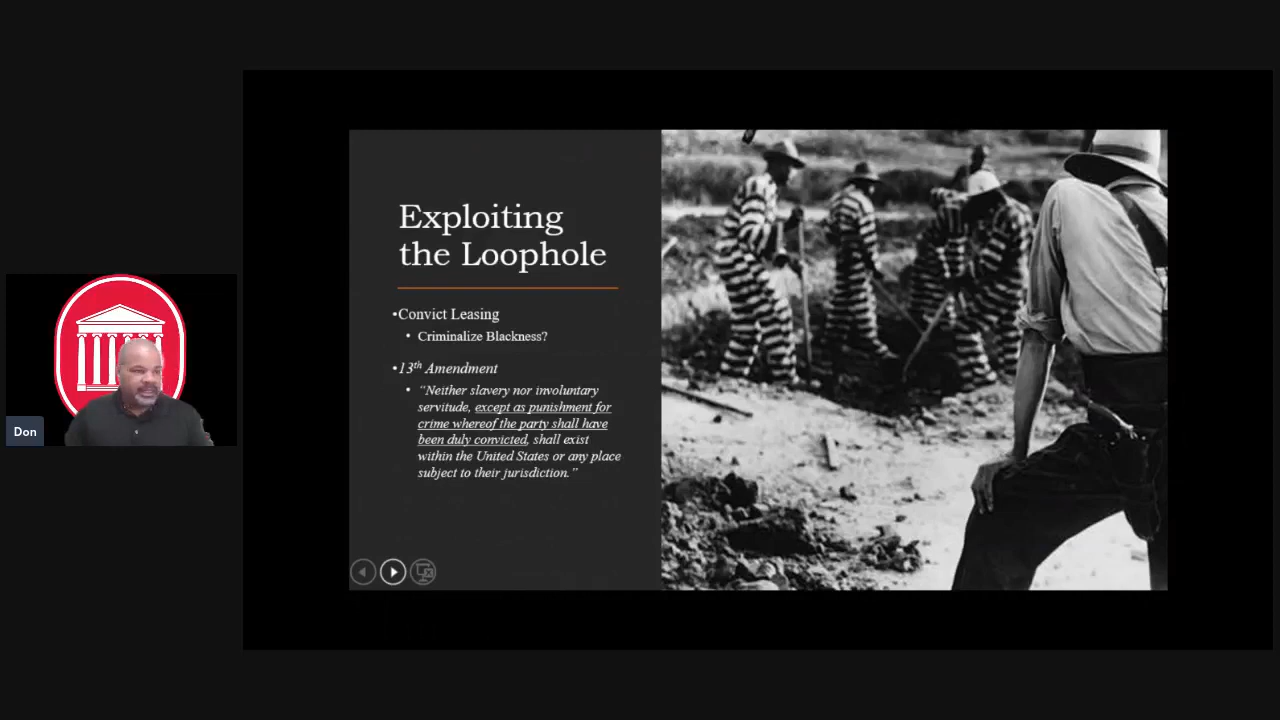 Exploiting
the Loophole
•Convict Leasing
• Criminalize Blackness?
•13th Amendment
• "Neither slavery nor involuntary
servitude, except as punishment for
crime whereof the party shall have
been duly convicted, shall exist
within the United States or any place
subject to their jurisdiction."
Don